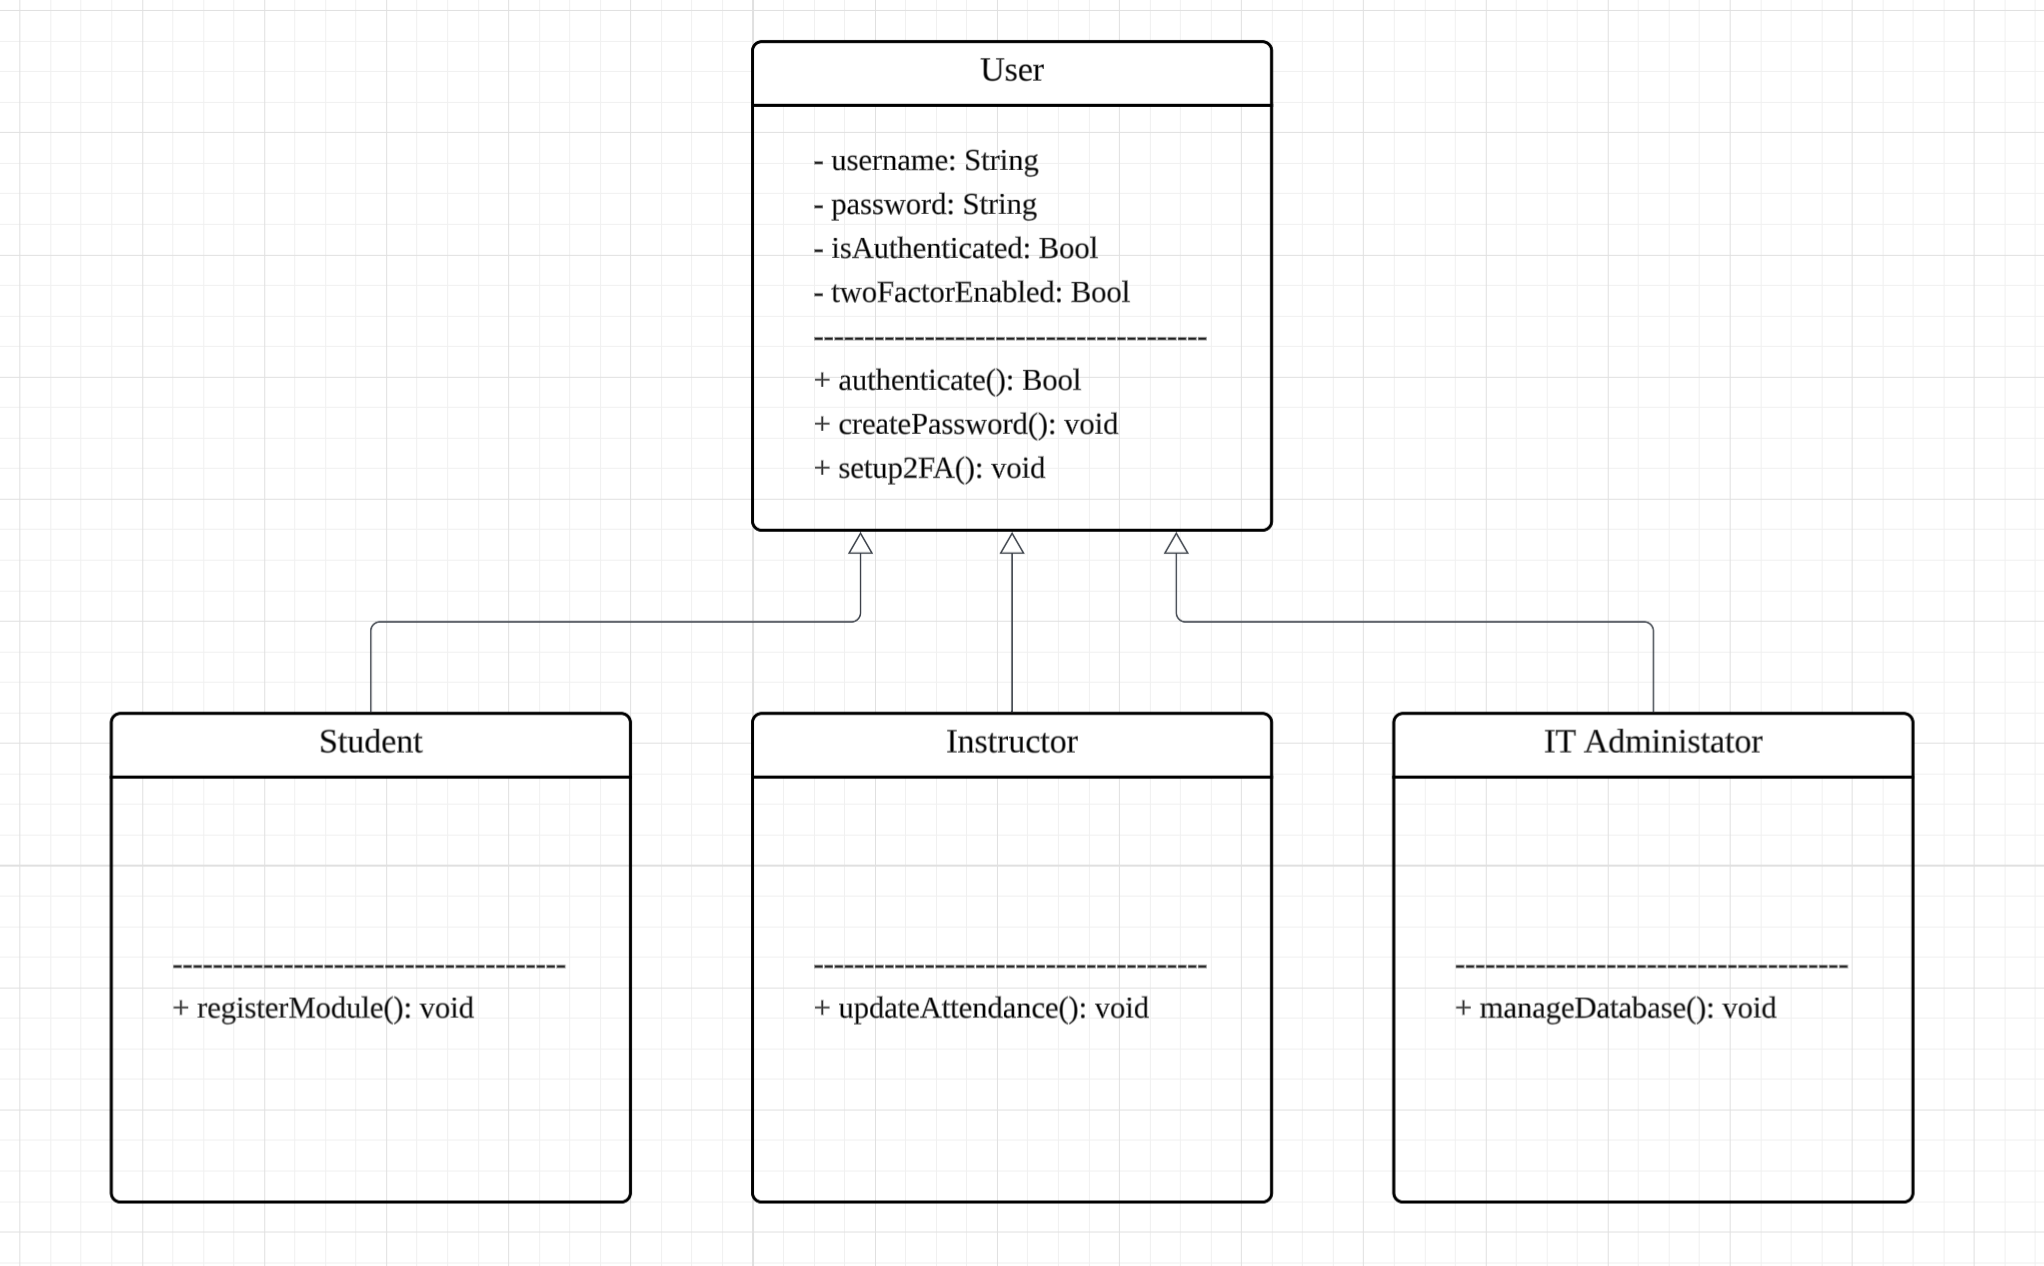 User
- username: String
- password: String
- isAuthenticated: Bool
- twoFactorEnabled: Bool
---------------------------------------
+ authenticate(): Bool
+ createPassword(): void
+ setup2FA(): void
Student
---------------------------------------
+ registerModule(): void
Instructor
---------------------------------------
+ updateAttendance(): void
IT Administator
---------------------------------------
+ manageDatabase(): void